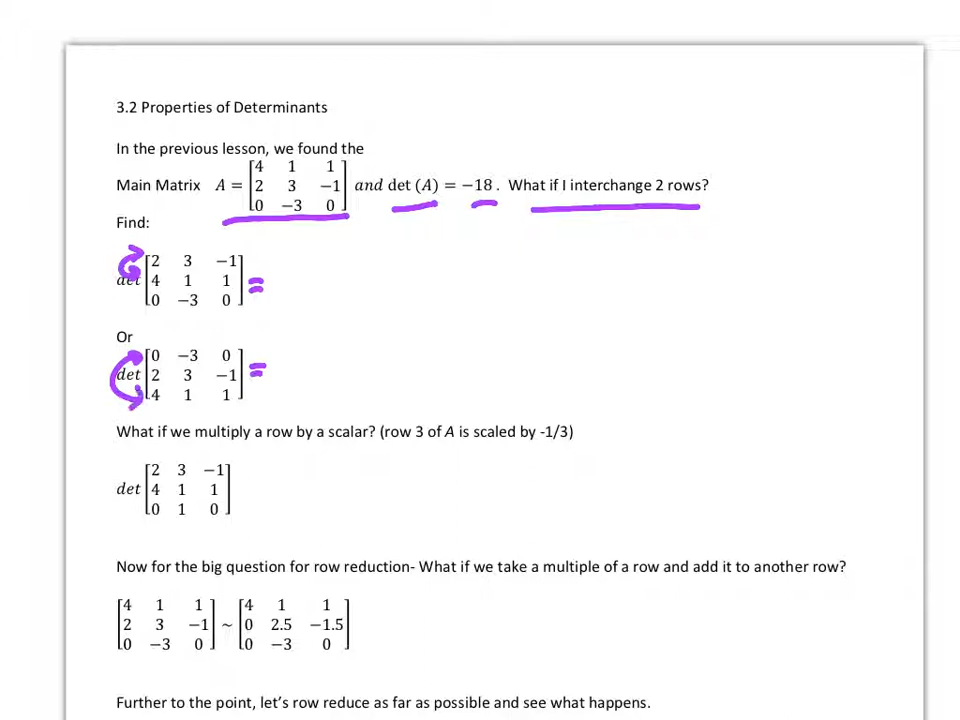 3.2 Properties of Determinants
In the previous lesson, we found the
Main Matrix A = [4 1 1; 2 3 −1; 0 −3 0] and det (A) = −18 . What if I interchange 2 rows?
Find:
det [2 3 −1; 4 1 1; 0 −3 0] =
Or
det [0 −3 0; 2 3 −1; 4 1 1] =
What if we multiply a row by a scalar? (row 3 of A is scaled by -1/3)
det [2 3 −1; 4 1 1; 0 1 0]
Now for the big question for row reduction- What if we take a multiple of a row and add it to another row?
[4 1 1; 2 3 −1; 0 −3 0] ~ [4 1 1; 0 2.5 −1.5; 0 −3 0]
Further to the point, let’s row reduce as far as possible and see what happens.